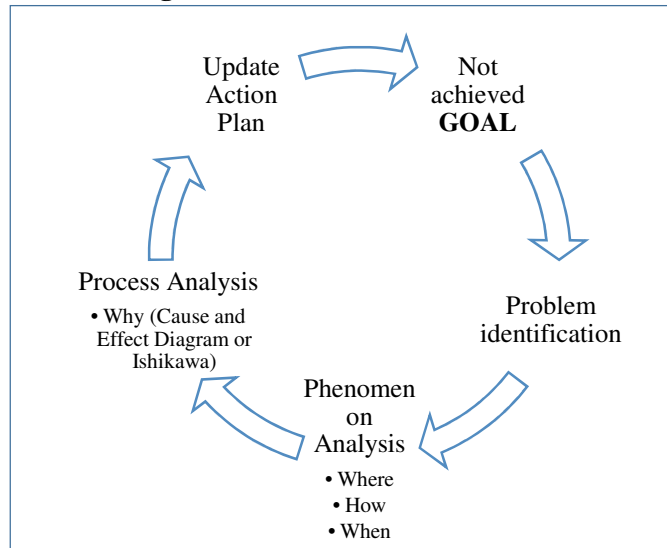 Update
Action
Plan
Not
achieved
GOAL
Problem
identification
Phenomen
on
Analysis
• Where
• How
• When
Process Analysis
• Why (Cause and
Effect Diagram or
Ishikawa)